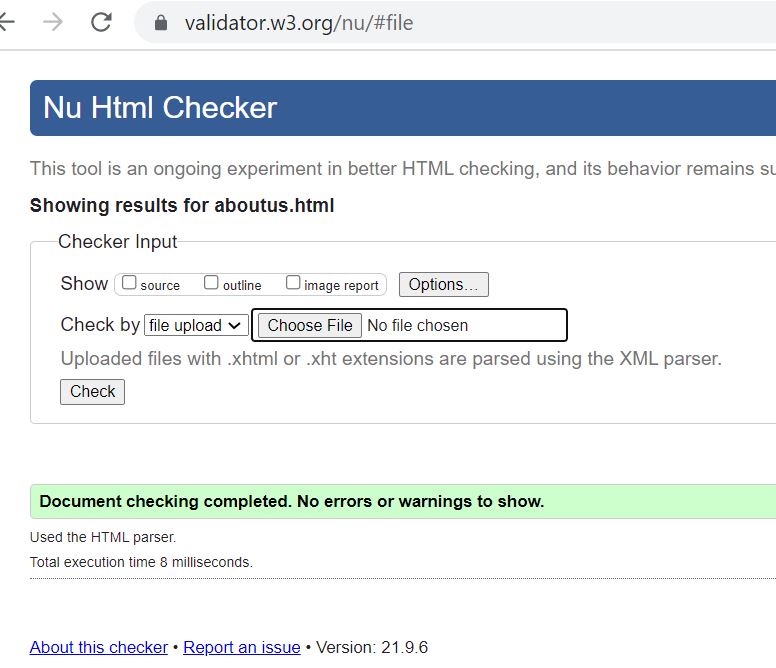 validator.w3.org/nu/#file
Nu Html Checker
This tool is an ongoing experiment in better HTML checking, and its behavior remains
Showing results for aboutus.html
Checker Input
Show source outline image report Options...
Check by file upload Choose File No file chosen
Uploaded files with .xhtml or .xht extensions are parsed using the XML parser.
Check
Document checking completed. No errors or warnings to show.
Used the HTML parser.
Total execution time 8 milliseconds.
About this checker • Report an issue • Version: 21.9.6